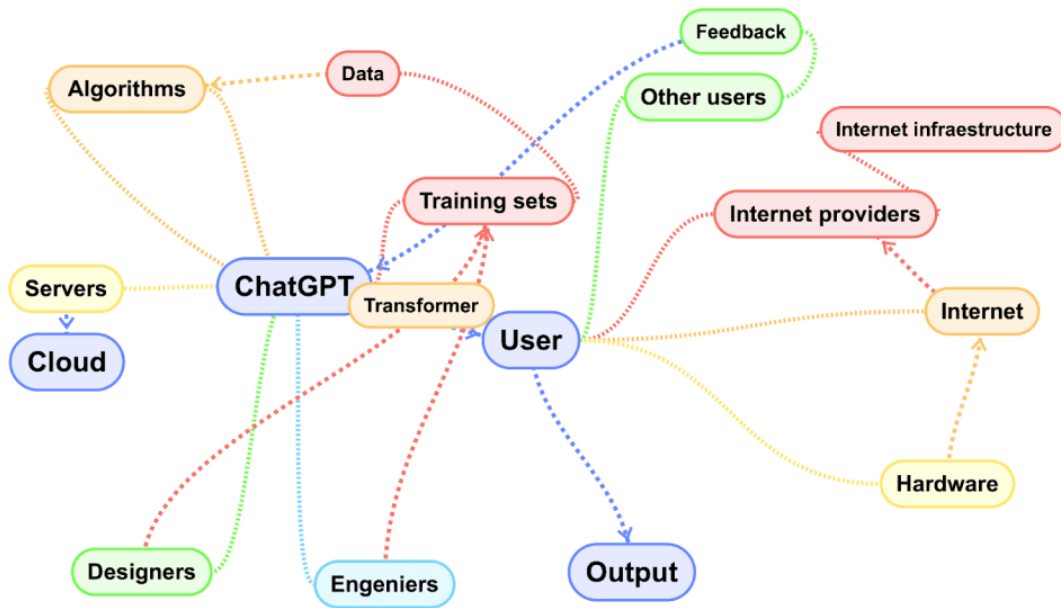 Feedback
Data
Algorithms
Other users
Internet infraestructure
Training sets
Internet providers
ChatGPT
Servers
Transformer
Internet
User
Cloud
Hardware
Designers
Output
Engeniers